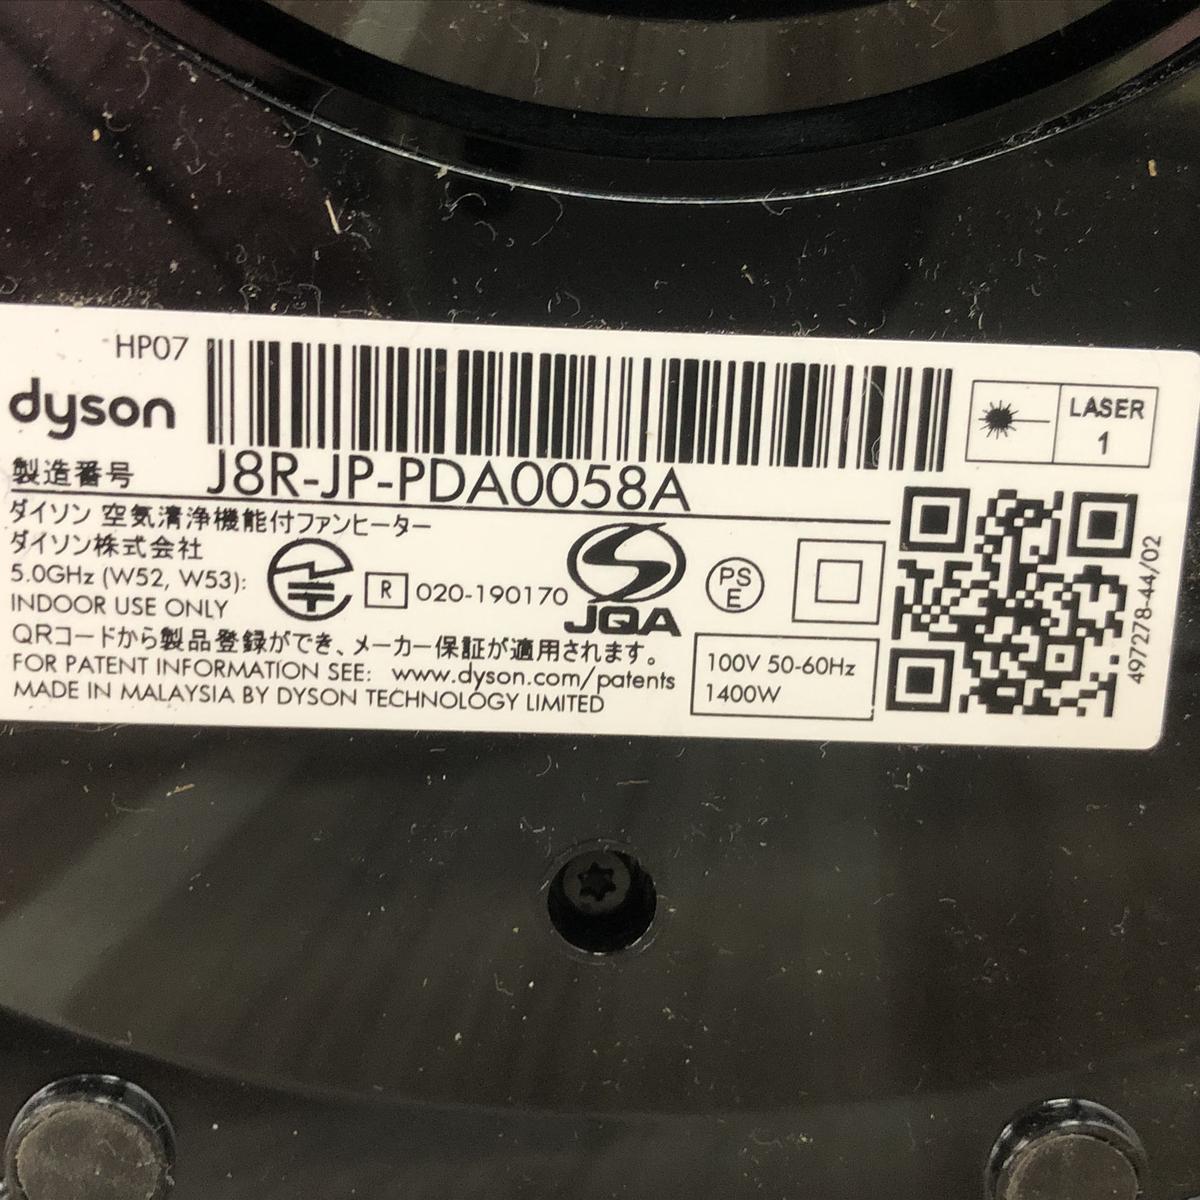 HP07
dyson
製造番号 J8R-JP-PDA0058A
LASER
1
ダイソン 空気清浄機能付ファンヒーター
ダイソン株式会社
5.0GHz (W52, W53):
INDOOR USE ONLY
R 020-190170
JQA
PS
E
QRコードから製品登録ができ、メーカー保証が適用されます。
FOR PATENT INFORMATION SEE: www.dyson.com/patents
MADE IN MALAYSIA BY DYSON TECHNOLOGY LIMITED
100V 50-60Hz
1400W
497278-44/02